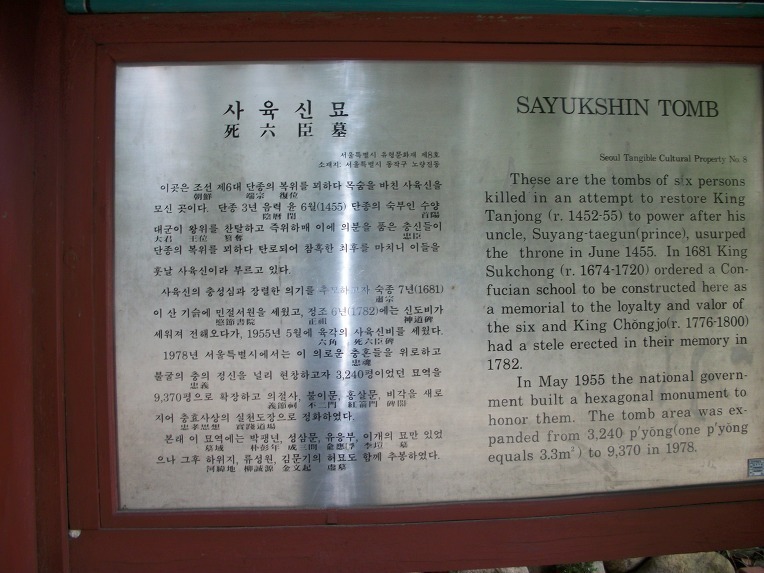 사육신묘
死六臣墓
서울특별시 유형문화재 제8호
소재지: 서울특별시 동작구 노량진동
이곳은 조선 제6대 단종의 복위를 꾀하다 목숨을 바친 사육신을
朝鮮 端宗 復位
모신 곳이다. 단종 3년 음력 윤 6월(1455) 단종의 숙부인 수양
陰曆 閏 首陽
대군이 왕위를 찬탈하고 즉위하매 이에 의분을 품은 충신들이
大君 王位 簒奪 忠臣
단종의 복위를 꾀하다 탄로되어 참혹한 최후를 마치니 이들을
훗날 사육신이라 부르고 있다.
사육신의 충성심과 장렬한 의기를 추모하고자 숙종 7년(1681)
肅宗
이 산 기슭에 민절서원을 세웠고, 정조 6년(1782)에는 신도비가
愍節書院 正祖 神道碑
세워져 전해오다가, 1955년 5월에 육각의 사육신비를 세웠다.
六角 死六臣碑
1978년 서울특별시에서는 이 의로운 충혼들을 위로하고
忠魂
불굴의 충의 정신을 널리 현창하고자 3,240평이었던 묘역을
忠義
9,370평으로 확장하고 의절사, 불이문, 홍살문, 비각을 새로
義節祠 不二門 紅箭門 碑閣
지어 충효사상의 실천도장으로 정화하였다.
忠孝思想 實踐道場
본래 이 묘역에는 박팽년, 성삼문, 유응부, 이개의 묘만 있었
墓域 朴彭年 成三問 兪應孚 李塏 墓
으나 그후 하위지, 류성원, 김문기의 허묘도 함께 추봉하였다.
河緯地 柳誠源 金文起 虛墓
SAYUKSHIN TOMB
Seoul Tangible Cultural Property No 8
These are the tombs of six persons
killed in an attempt to restore King
Tanjong (r. 1452-55) to power after his
uncle, Suyang-taegun(prince), usurped
the throne in June 1455. In 1681 King
Sukchong (r. 1674-1720) ordered a Con-
fucian school to be constructed here as
a memorial to the loyalty and valor of
the six and King Chŏngjo(r. 1776-1800)
had a stele erected in their memory in
1782.
In May 1955 the national govern-
ment built a hexagonal monument to
honor them. The tomb area was ex-
panded from 3,240 p'yŏng(one p'yŏng
equals 3.3m²) to 9,370 in 1978.